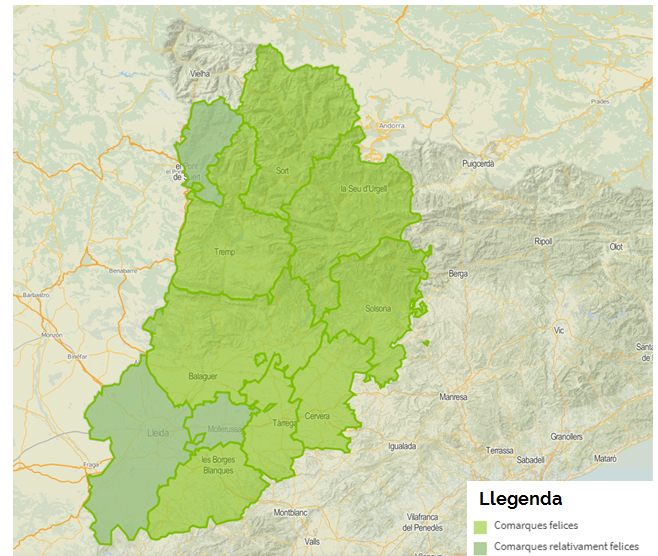 Vielha
Prades
Andorra
Puigcerdà
Sort
la Seu d'Urgell
Ripoll
Olot
Tremp
Benabarre
Berga
Barbastro
Solsona
Vic
Monzón
Binéfar
Balaguer
Manresa
Tàrrega
Cervera
Lleida
Mollerussa
Granollers
Igualada
Terrassa
Mataró
Sabadell
Fraga
les Borges
Blanques
Montblanc
Vilafranca
del Penedès
Valls
Llegenda
Comarques felices
Comarques relativament felices